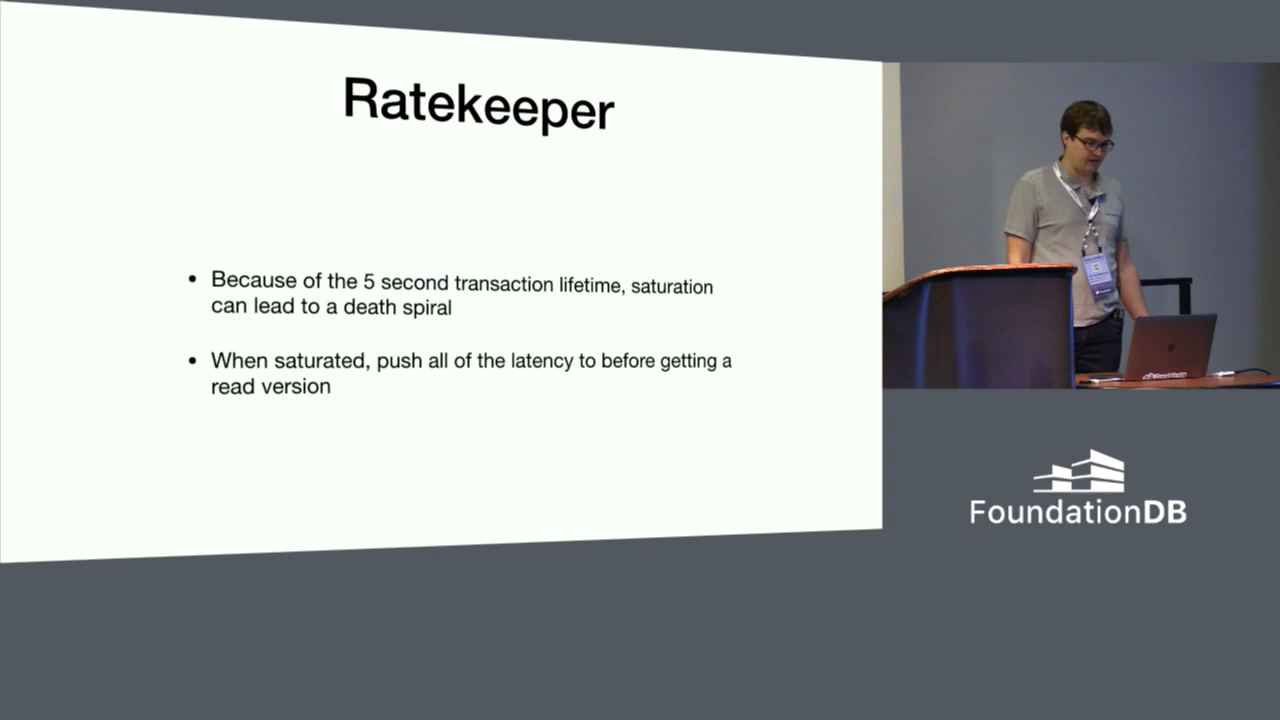 Ratekeeper
• Because of the 5 second transaction lifetime, saturation
can lead to a death spiral
• When saturated, push all of the latency to before getting a
read version
FoundationDB